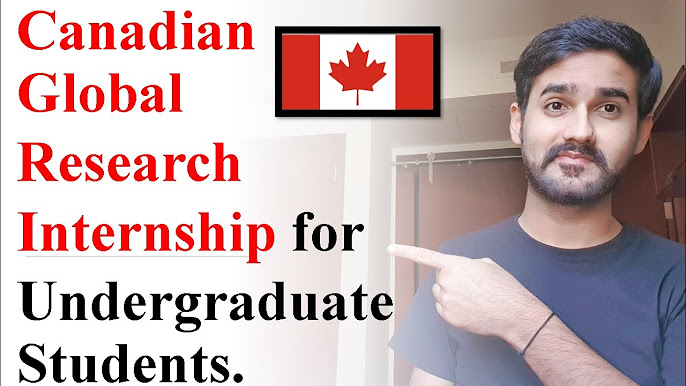 Canadian
Global
Research
Internship for
Undergraduate
Students.